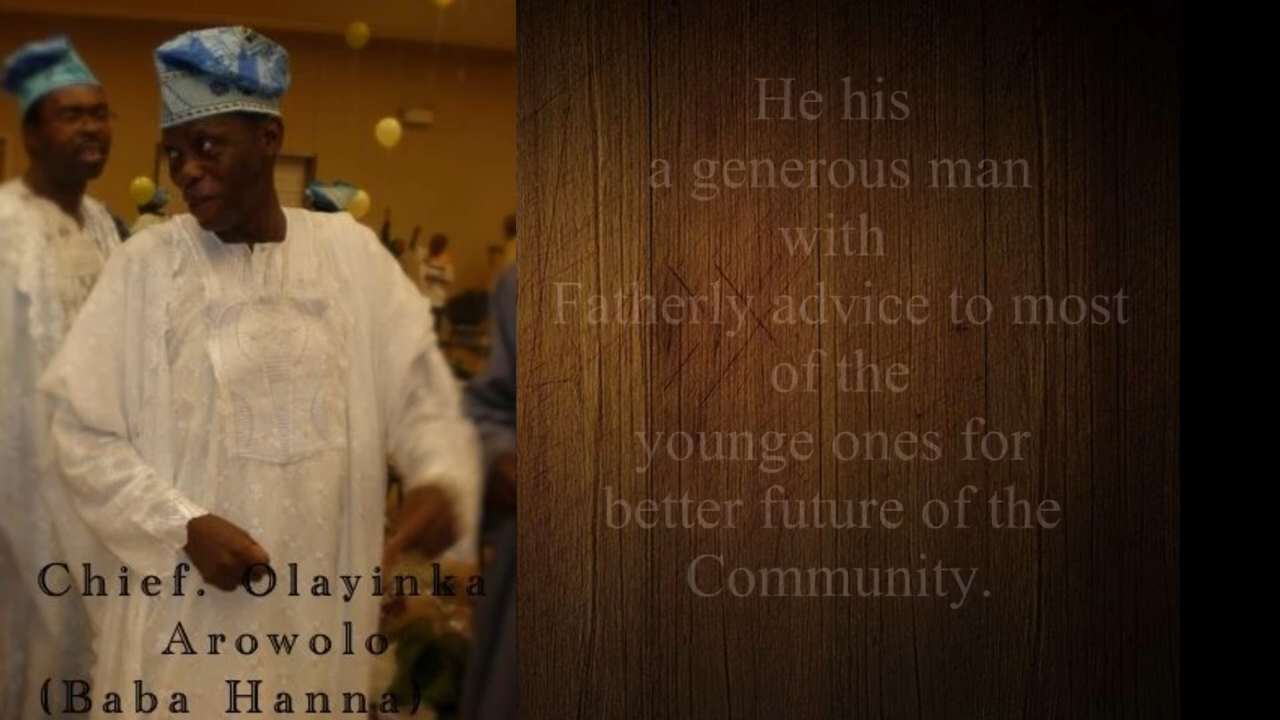 He his
a generous man
with
Fatherly advice to most
of the
younge ones for
better future of the
Community.
Chief. Olayinka
Arowolo
(Baba Hanna)